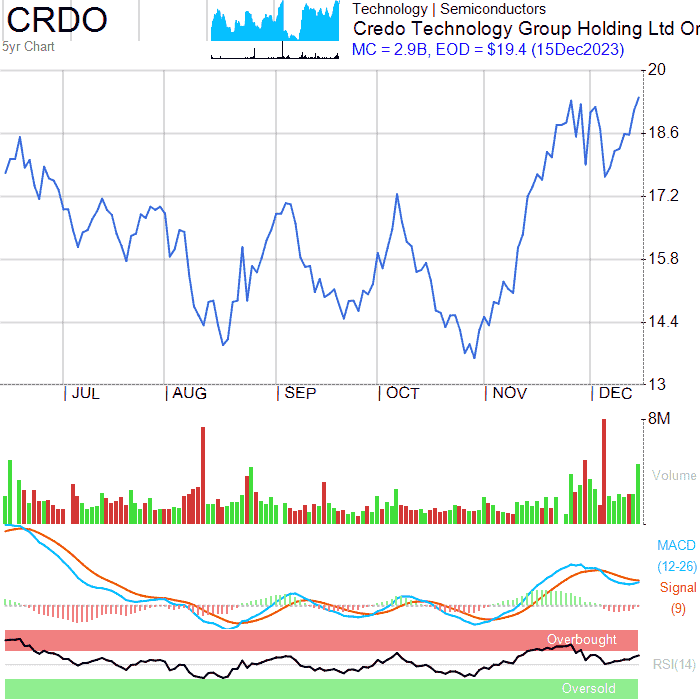 CRDO
5yr Chart
Technology | Semiconductors
Credo Technology Group Holding Ltd Or
MC = 2.9B, EOD = $19.4 (15Dec2023)
20
18.6
17.2
15.8
14.4
13
JUL
AUG
SEP
OCT
NOV
DEC
8M
Volume
MACD
(12-26)
Signal
(9)
Overbought
RSI(14)
Oversold